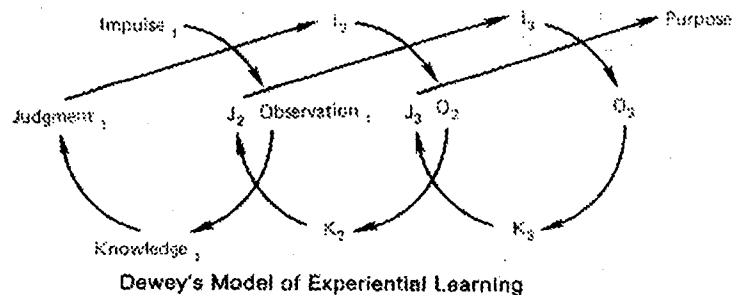 Impulse 1 I2 I3 Purpose
Judgment 1 J2 Observation 1 J3 O2 O3
Knowledge 1 K2 K3
Dewey's Model of Experiential Learning